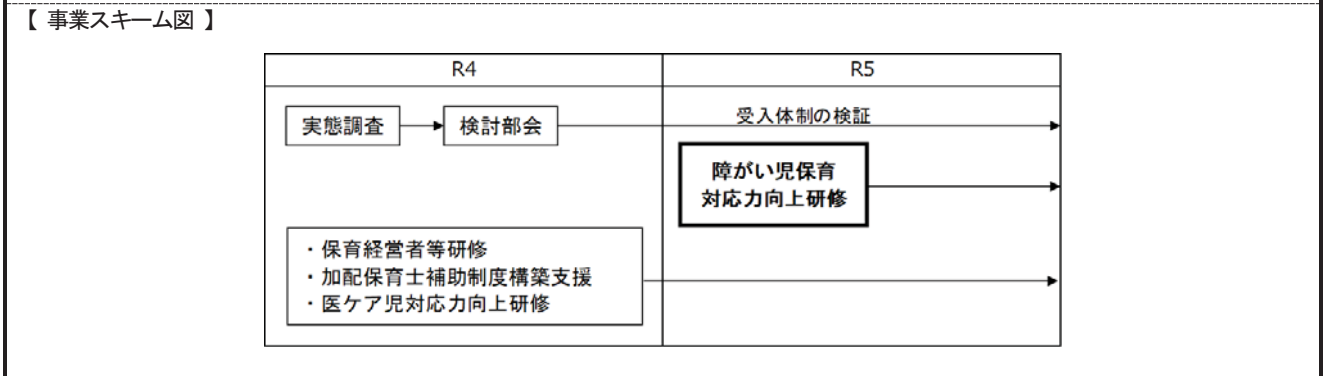 【 事業スキーム図 】
R4
R5
実態調査
検討部会
受入体制の検証
障がい児保育
対応力向上研修
・保育経営者等研修
・加配保育士補助制度構築支援
・医ケア児対応力向上研修